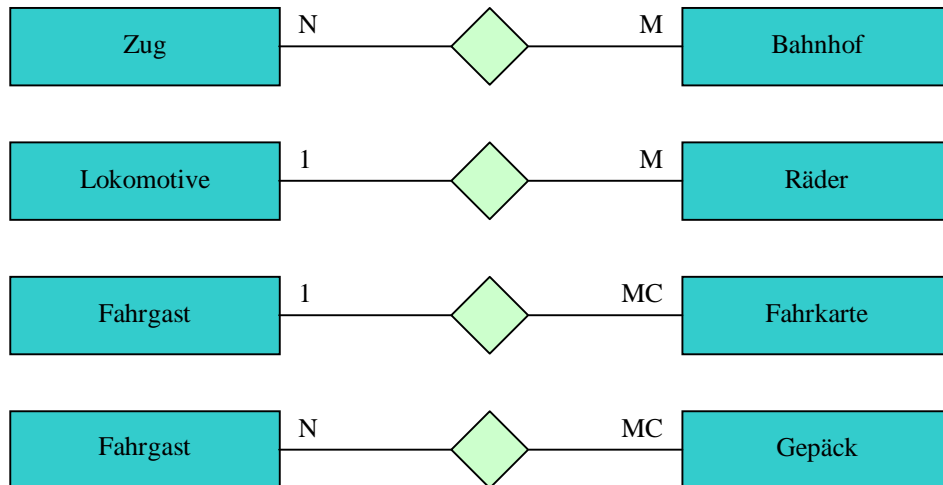 Zug N M Bahnhof
Lokomotive 1 M Räder
Fahrgast 1 MC Fahrkarte
Fahrgast N MC Gepäck